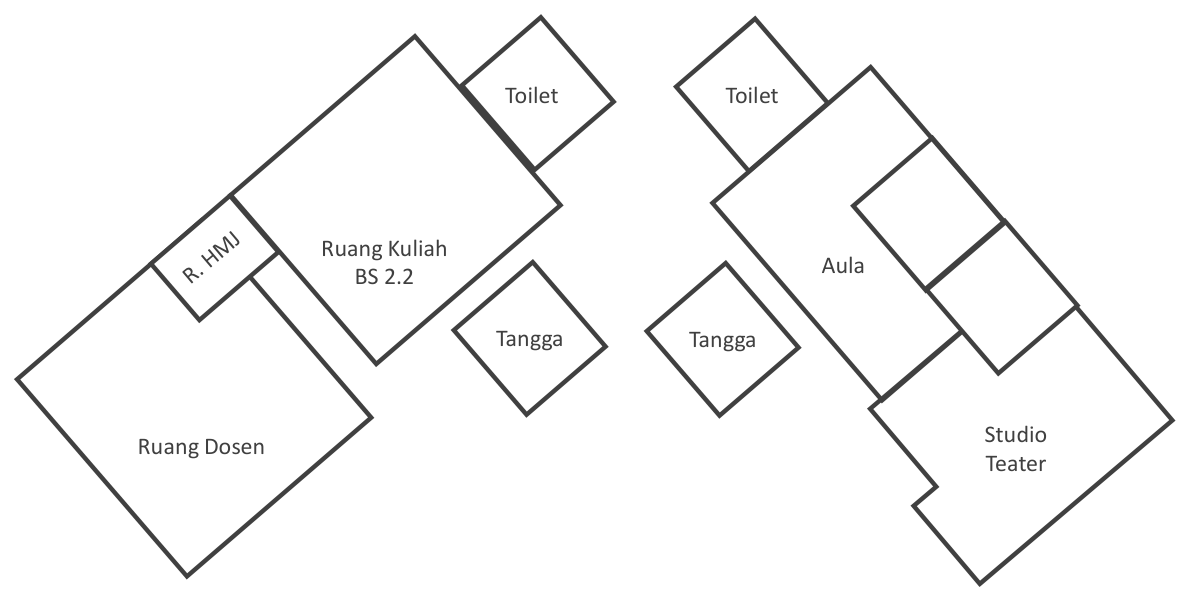 Toilet
Toilet
R. HMJ
Ruang Kuliah
BS 2.2
Aula
Tangga
Tangga
Ruang Dosen
Studio
Teater